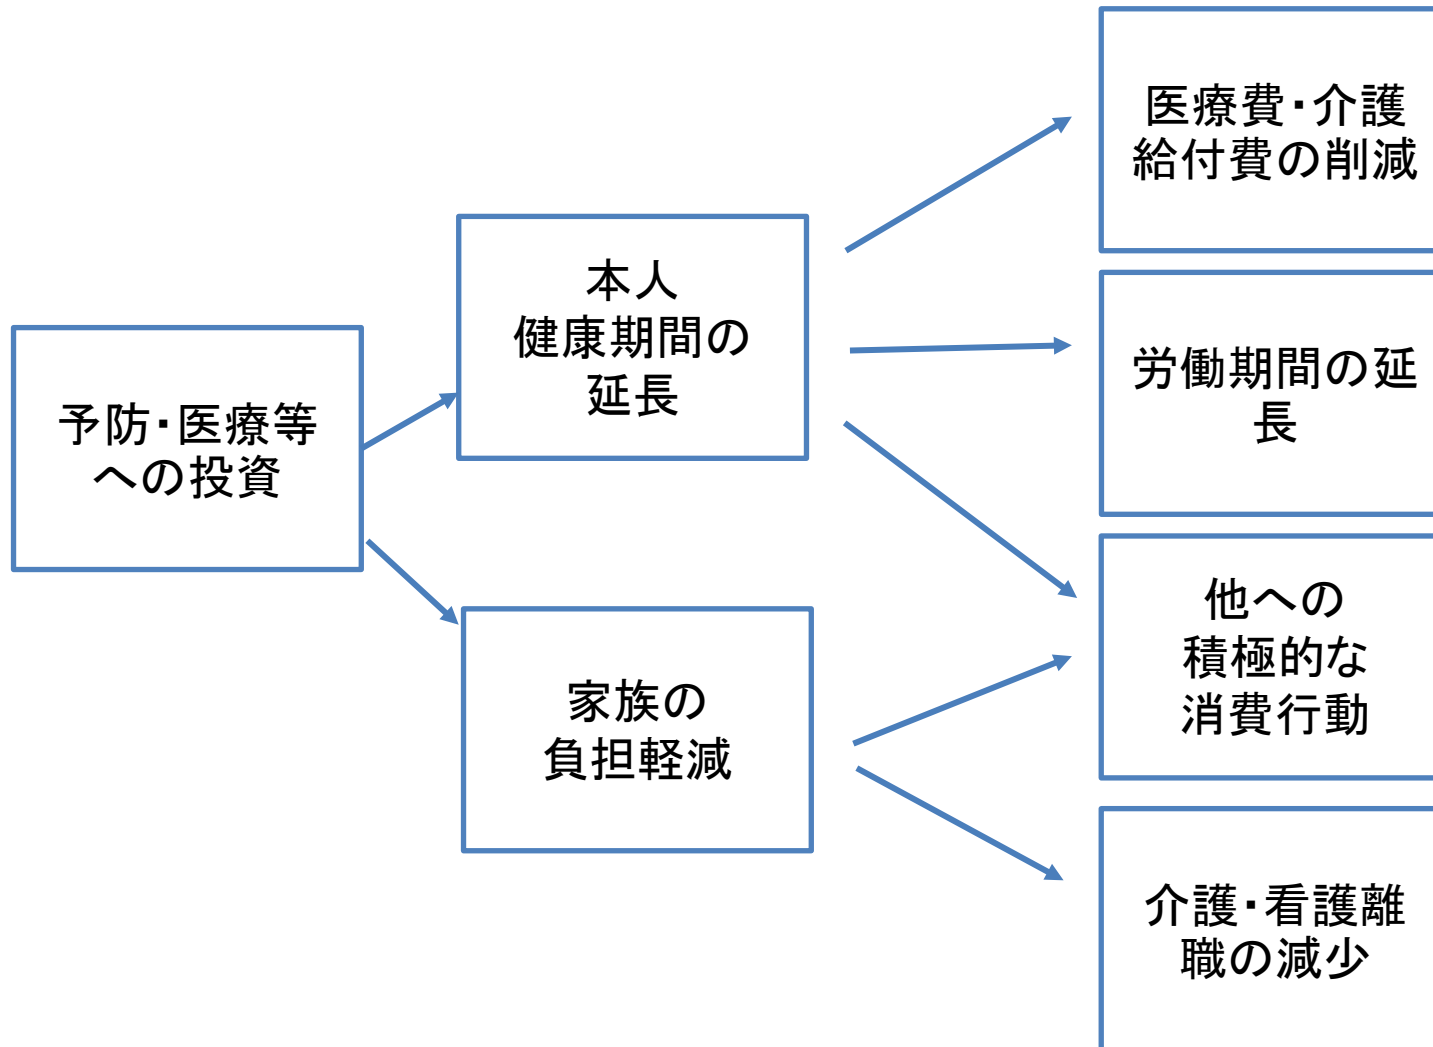 予防・医療等
への投資
本人
健康期間の
延長
家族の
負担軽減
医療費・介護
給付費の削減
労働期間の延
長
他への
積極的な
消費行動
介護・看護離
職の減少